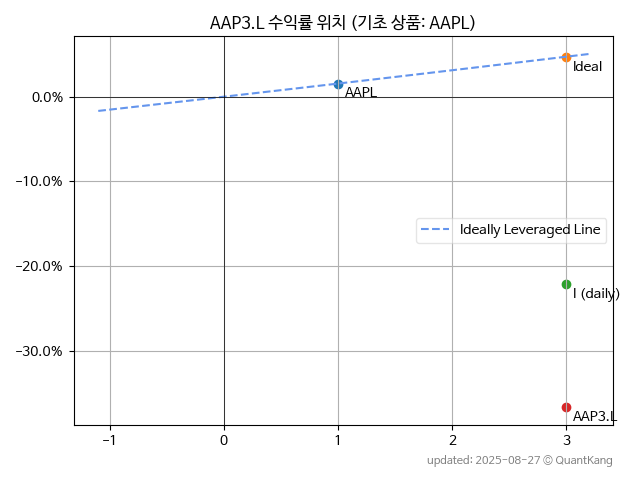 AAP3.L 수익률 위치 (기초 상품: AAPL)
0.0%
−10.0%
−20.0%
−30.0%
Ideal
AAPL
Ideally Leveraged Line
I (daily)
AAP3.L
−1
0
1
2
3
updated: 2025-08-27 © QuantKang